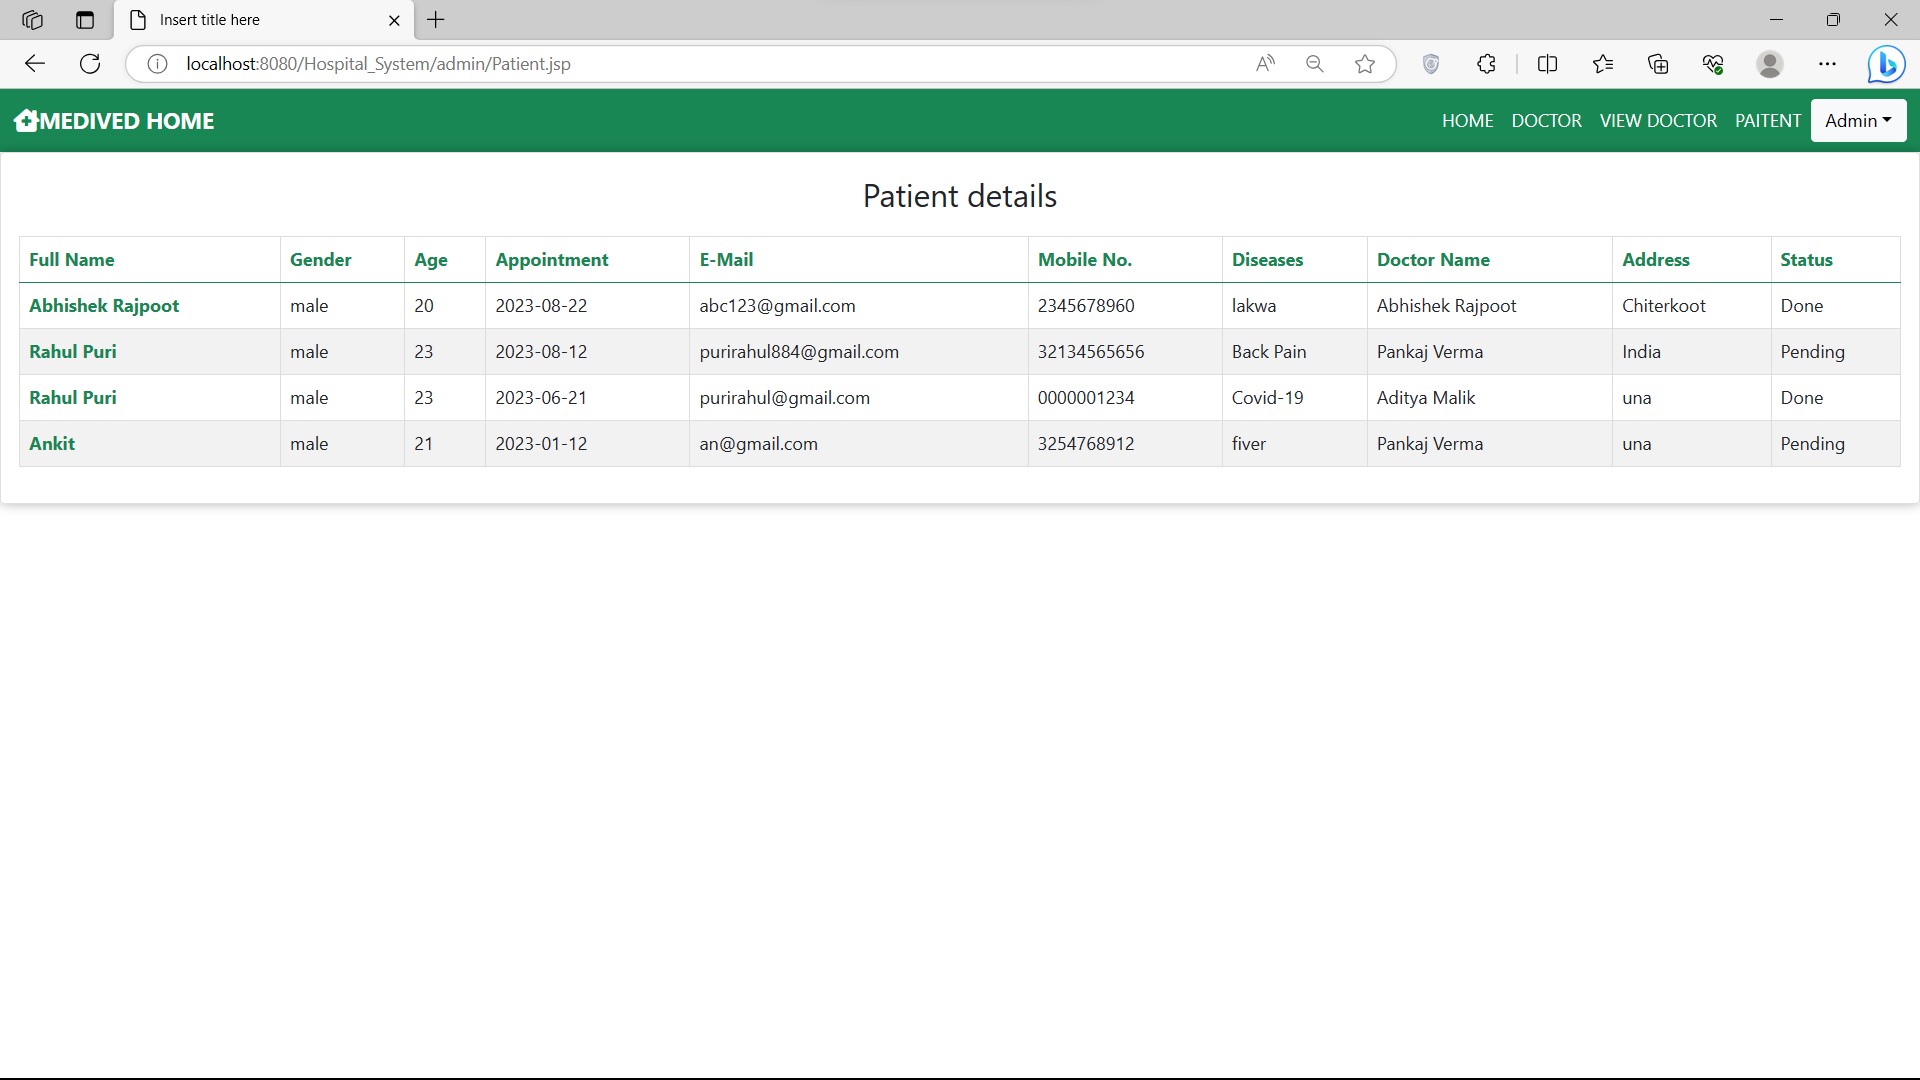 Insert title here
localhost:8080/Hospital_System/admin/Patient.jsp
MEDIVED HOME HOME DOCTOR VIEW DOCTOR PAITENT Admin
Patient details
Full Name Gender Age Appointment E-Mail Mobile No. Diseases Doctor Name Address Status
Abhishek Rajpoot male 20 2023-08-22 abc123@gmail.com 2345678960 lakwa Abhishek Rajpoot Chiterkoot Done
Rahul Puri male 23 2023-08-12 purirahul884@gmail.com 32134565656 Back Pain Pankaj Verma India Pending
Rahul Puri male 23 2023-06-21 purirahul@gmail.com 0000001234 Covid-19 Aditya Malik una Done
Ankit male 21 2023-01-12 an@gmail.com 3254768912 fiver Pankaj Verma una Pending